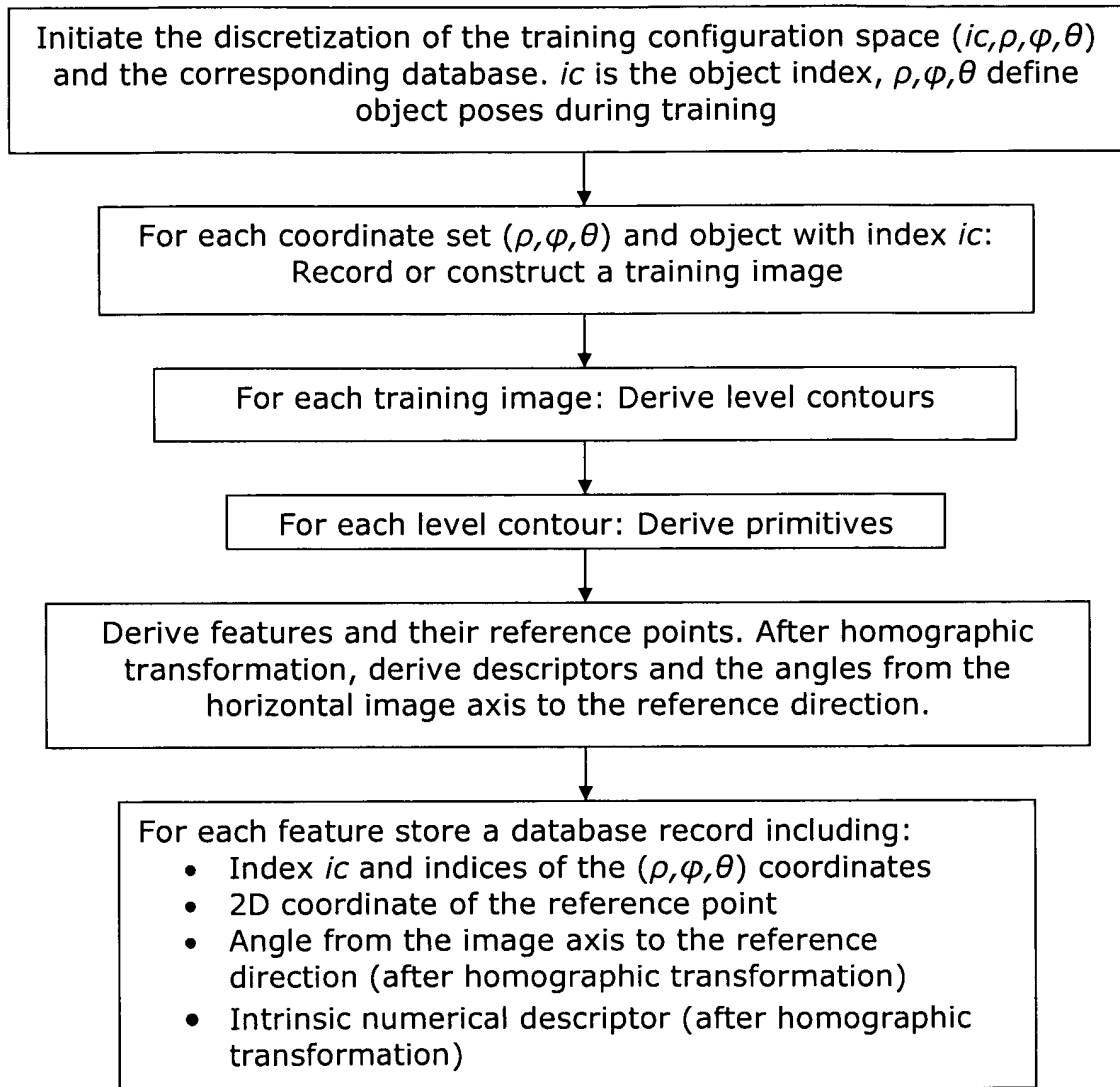 Initiate the discretization of the training configuration space (ic,ρ,φ,θ)
and the corresponding database. ic is the object index, ρ,φ,θ define
object poses during training
For each coordinate set (ρ,φ,θ) and object with index ic:
Record or construct a training image
For each training image: Derive level contours
For each level contour: Derive primitives
Derive features and their reference points. After homographic
transformation, derive descriptors and the angles from the
horizontal image axis to the reference direction.
For each feature store a database record including:
• Index ic and indices of the (ρ,φ,θ) coordinates
• 2D coordinate of the reference point
• Angle from the image axis to the reference
direction (after homographic transformation)
• Intrinsic numerical descriptor (after homographic
transformation)